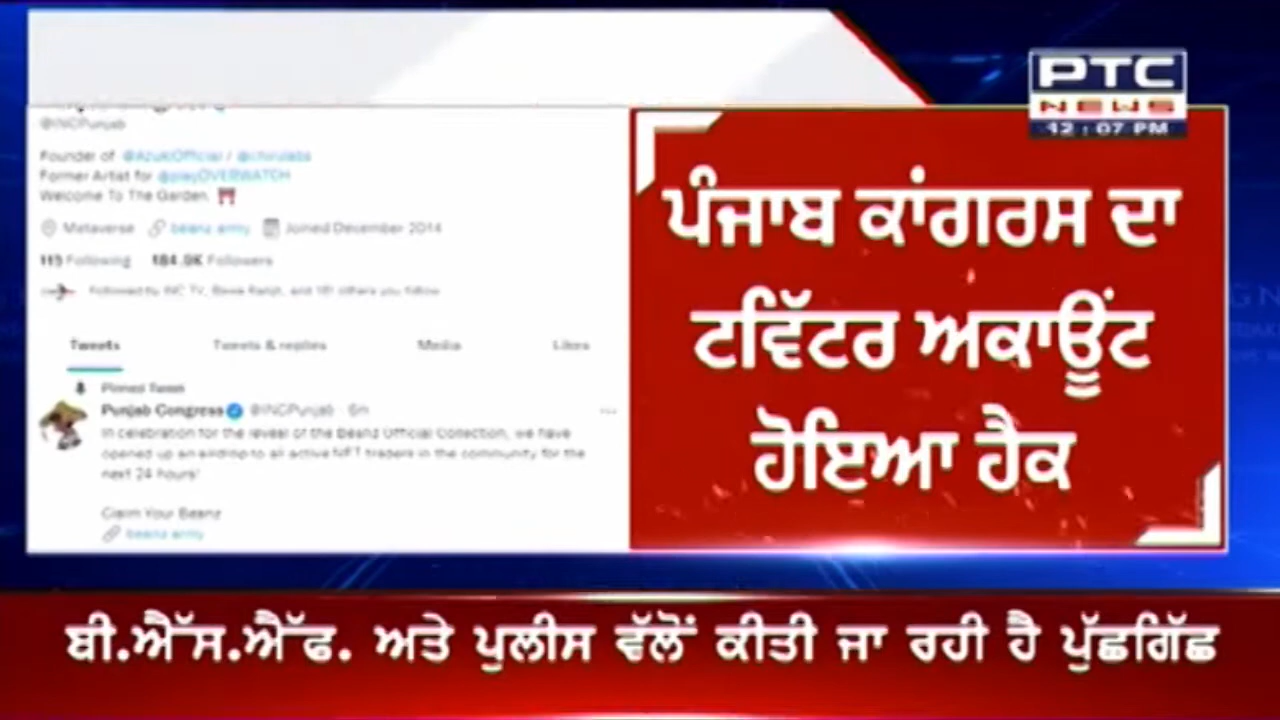 PTC
NEWS
12 : 07 PM
@INCPunjab
Founder of @AzukiOfficial / @chirulabs
Former Artist for @playOVERWATCH
Welcome To The Garden.
Metaverse beanz.army Joined December 2014
115 Following 184.0K Followers
Followed by INC TV, and 181 others you follow
Tweets Tweets & replies Media Likes
Pinned Tweet
Punjab Congress @INCPunjab · 6m
In celebration for the reveal of the Beanz Official Collection, we have
opened up an airdrop to all active NFT traders in the community for the
next 24 hours!
Claim Your Beanz
beanz.army
ਪੰਜਾਬ ਕਾਂਗਰਸ ਦਾ
ਟਵਿੱਟਰ ਅਕਾਊਂਟ
ਹੋਇਆ ਹੈਕ
ਬੀ.ਐੱਸ.ਐੱਫ. ਅਤੇ ਪੁਲੀਸ ਵੱਲੋਂ ਕੀਤੀ ਜਾ ਰਹੀ ਹੈ ਪੁੱਛਗਿੱਛ